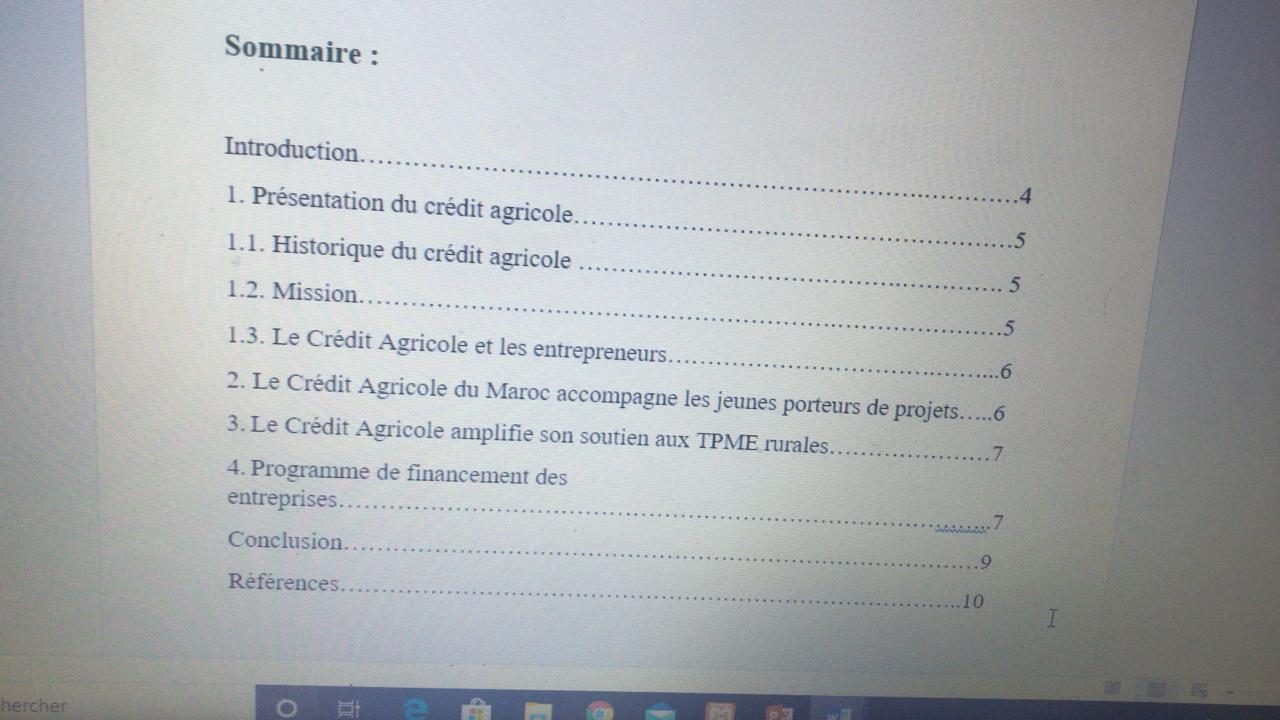 Sommaire :
Introduction……………………………………………………………………………4
1. Présentation du crédit agricole…………………………………………………5
1.1. Historique du crédit agricole ………………………………………………… 5
1.2. Mission…………………………………………………………………………5
1.3. Le Crédit Agricole et les entrepreneurs……………………………………...6
2. Le Crédit Agricole du Maroc accompagne les jeunes porteurs de projets…..6
3. Le Crédit Agricole amplifie son soutien aux TPME rurales…………………7
4. Programme de financement des
entreprises……………………………………………………………………………7
Conclusion……………………………………………………………………………9
Références…………………………………………………………………………...10
hercher